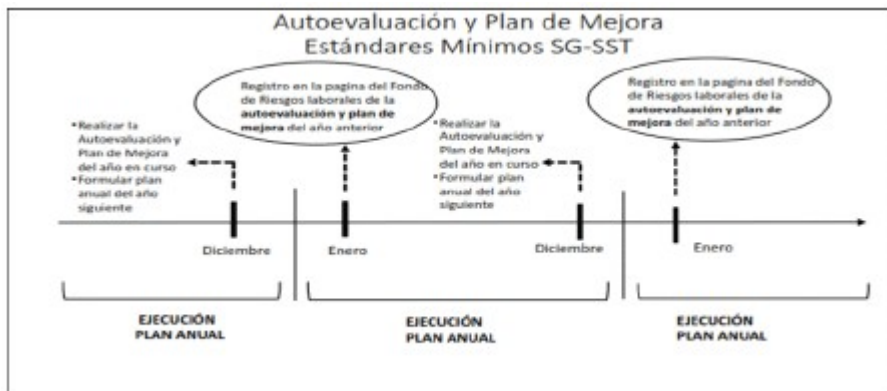 Autoevaluación y Plan de Mejora
Estándares Mínimos SG-SST
Registro en la pagina del Fondo
de Riesgos laborales de la
autoevaluación y plan de
mejora del año anterior
Registro en la pagina del Fondo
de Riesgos laborales de la
autoevaluación y plan de
mejora del año anterior
▪Realizar la
Autoevaluación y
Plan de Mejora
del año en curso
▪Formular plan
anual del año
siguiente
▪Realizar la
Autoevaluación y
Plan de Mejora
del año en curso
▪Formular plan
anual del año
siguiente
Diciembre
Enero
Diciembre
Enero
EJECUCIÓN
PLAN ANUAL
EJECUCIÓN
PLAN ANUAL
EJECUCIÓN
PLAN ANUAL